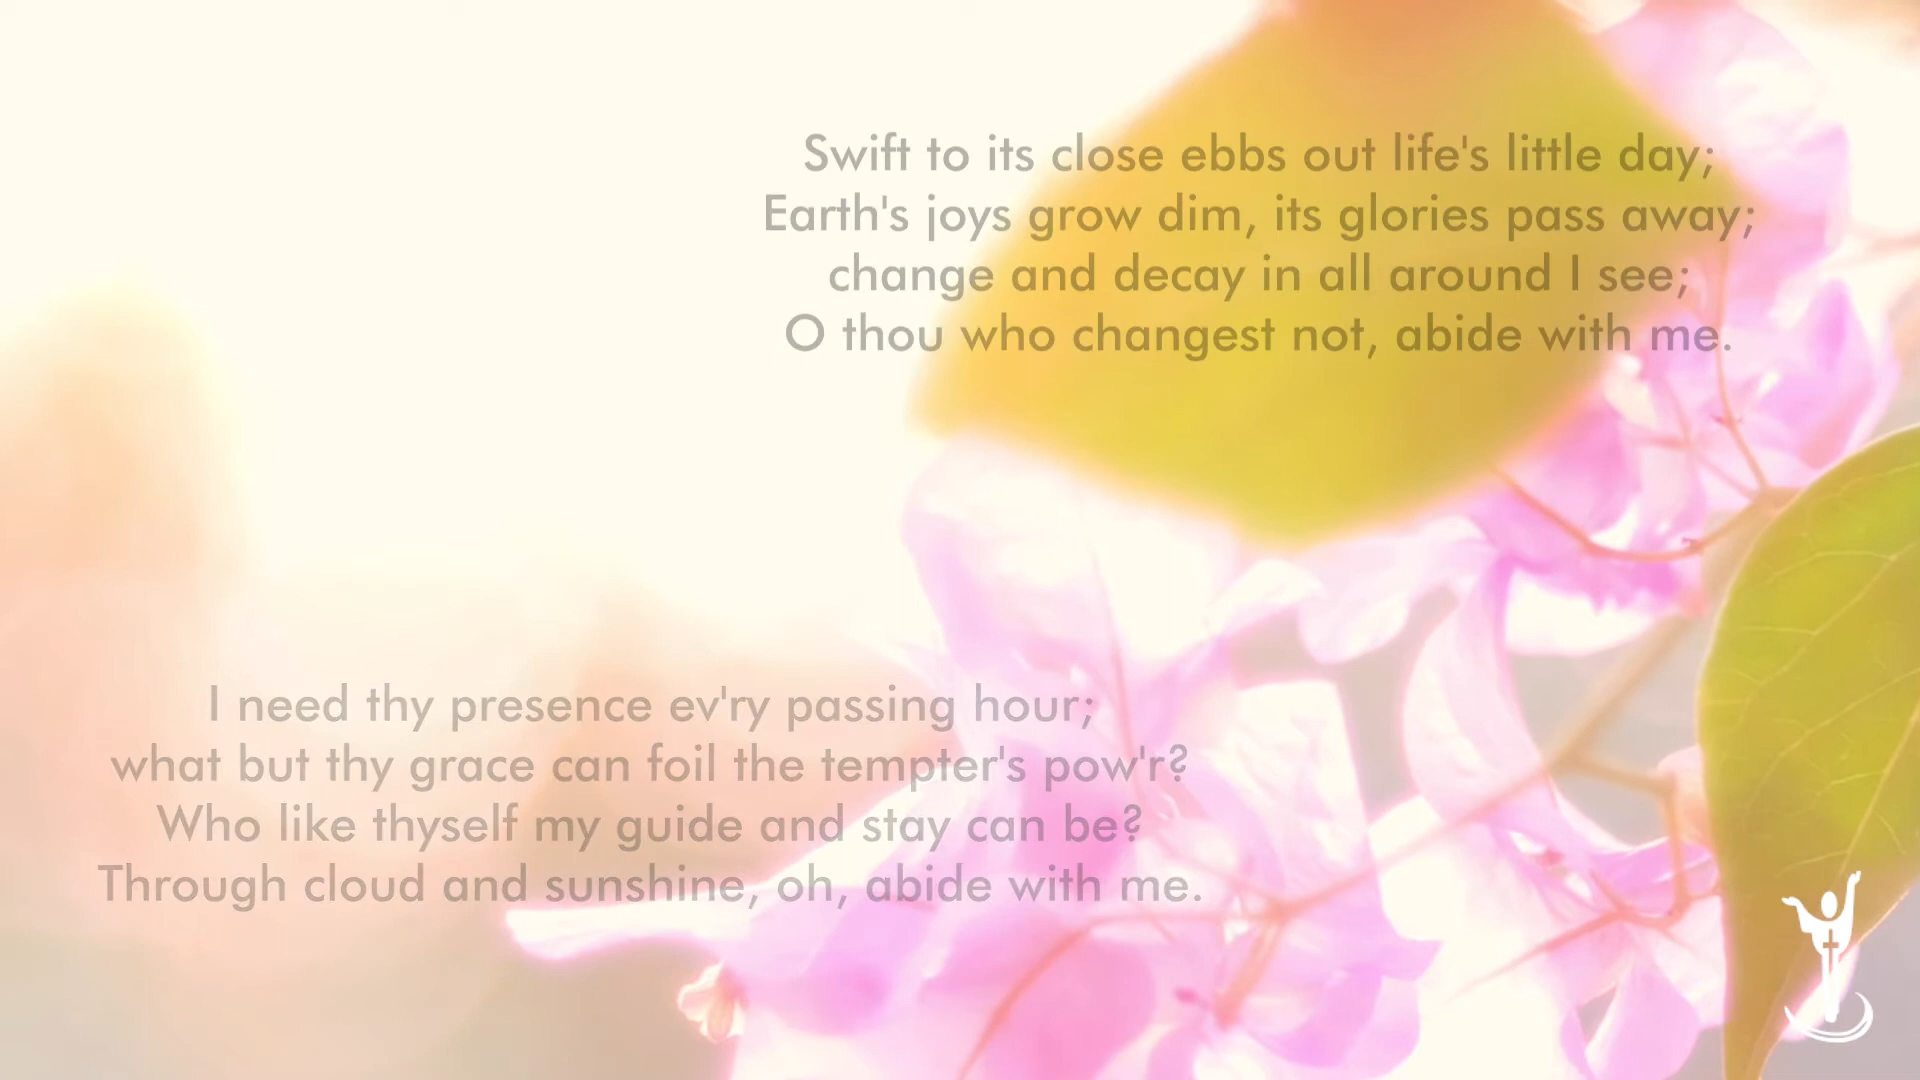 Swift to its close ebbs out life's little day;
Earth's joys grow dim, its glories pass away;
change and decay in all around I see;
O thou who changest not, abide with me.
I need thy presence ev'ry passing hour;
what but thy grace can foil the tempter's pow'r?
Who like thyself my guide and stay can be?
Through cloud and sunshine, oh, abide with me.